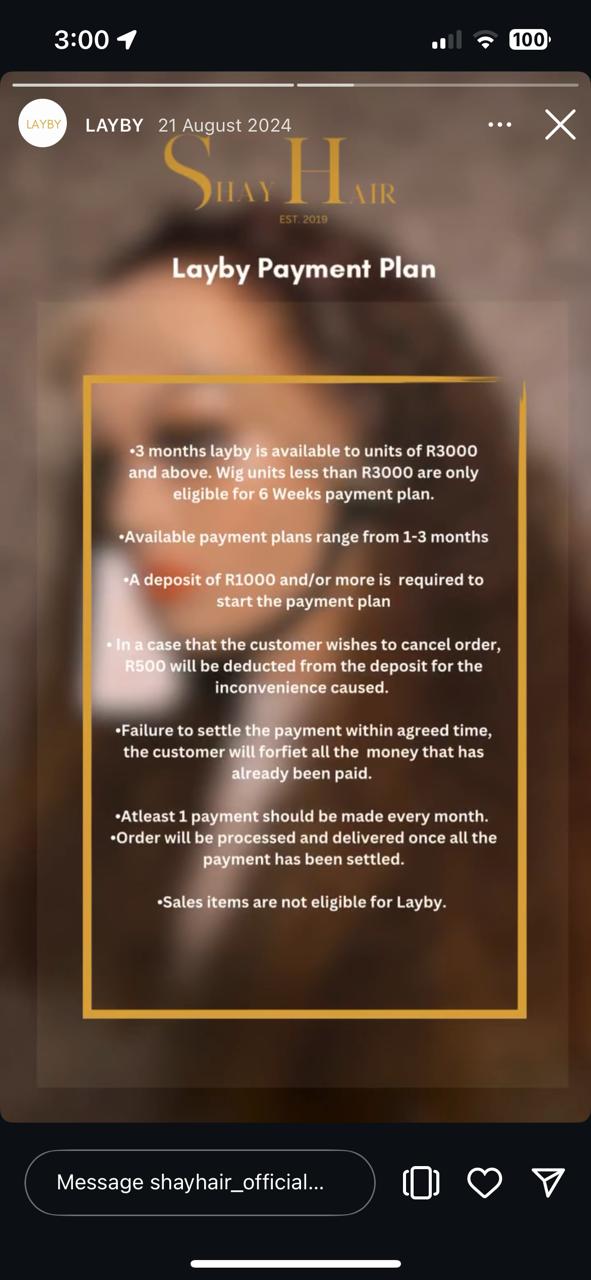 3:00
100
LAYBY
LAYBY 21 August 2024
SHAY HAIR
EST. 2019
Layby Payment Plan
•3 months layby is available to units of R3000
and above. Wig units less than R3000 are only
eligible for 6 Weeks payment plan.
•Available payment plans range from 1-3 months
•A deposit of R1000 and/or more is required to
start the payment plan
• In a case that the customer wishes to cancel order,
R500 will be deducted from the deposit for the
inconvenience caused.
•Failure to settle the payment within agreed time,
the customer will forfiet all the money that has
already been paid.
•Atleast 1 payment should be made every month.
•Order will be processed and delivered once all the
payment has been settled.
•Sales items are not eligible for Layby.
Message shayhair_official...